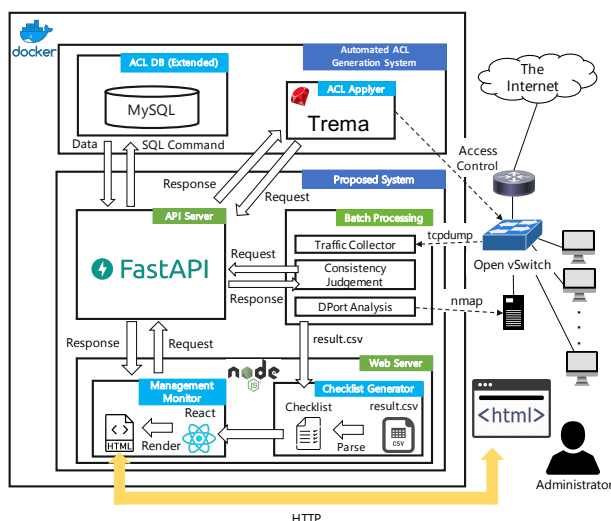 docker
Automated ACL
Generation System
ACL DB (Extended)
MySQL
ACL Applyer
Trema
The
Internet
Data
SQL Command
Response
Request
Access
Control
Proposed System
API Server
FastAPI
Batch Processing
Traffic Collector
Consistency
Judgement
DPort Analysis
Request
Response
tcpdump
Open vSwitch
nmap
Response
Request
result.csv
Web Server
node
JS
Management
Monitor
React
HTML
Render
Checklist Generator
Checklist
result.csv
CSV
Parse
<html>
Administrator
HTTP